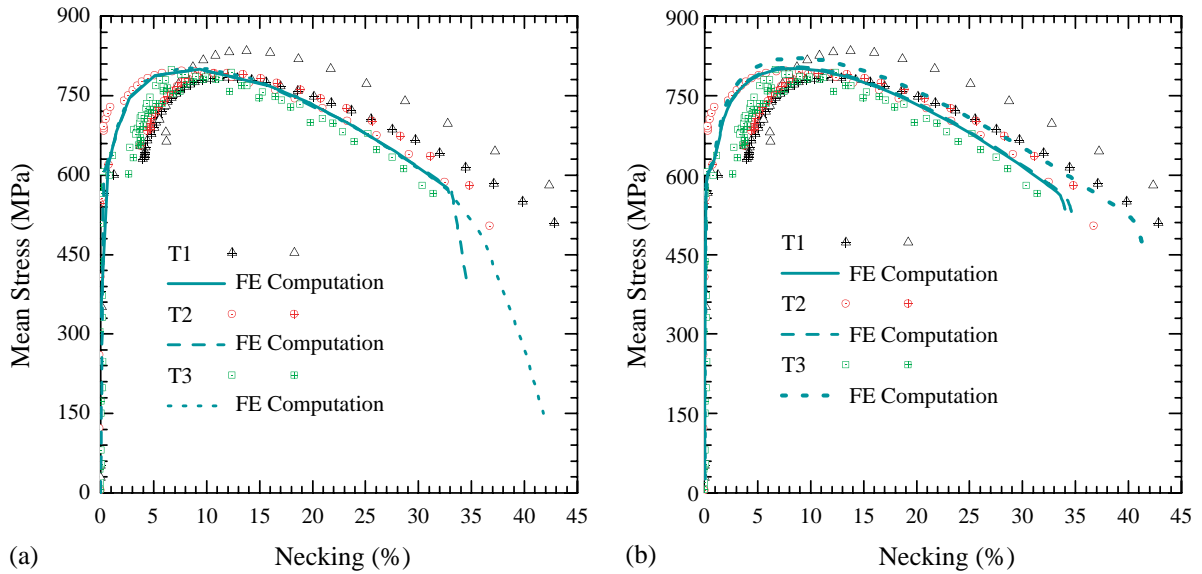 900
750
600
450
300
150
0
Mean Stress (MPa)
T1
FE Computation
T2
FE Computation
T3
FE Computation
0 5 10 15 20 25 30 35 40 45
Necking (%)
(a)
900
750
600
450
300
150
0
Mean Stress (MPa)
T1
FE Computation
T2
FE Computation
T3
FE Computation
0 5 10 15 20 25 30 35 40 45
Necking (%)
(b)